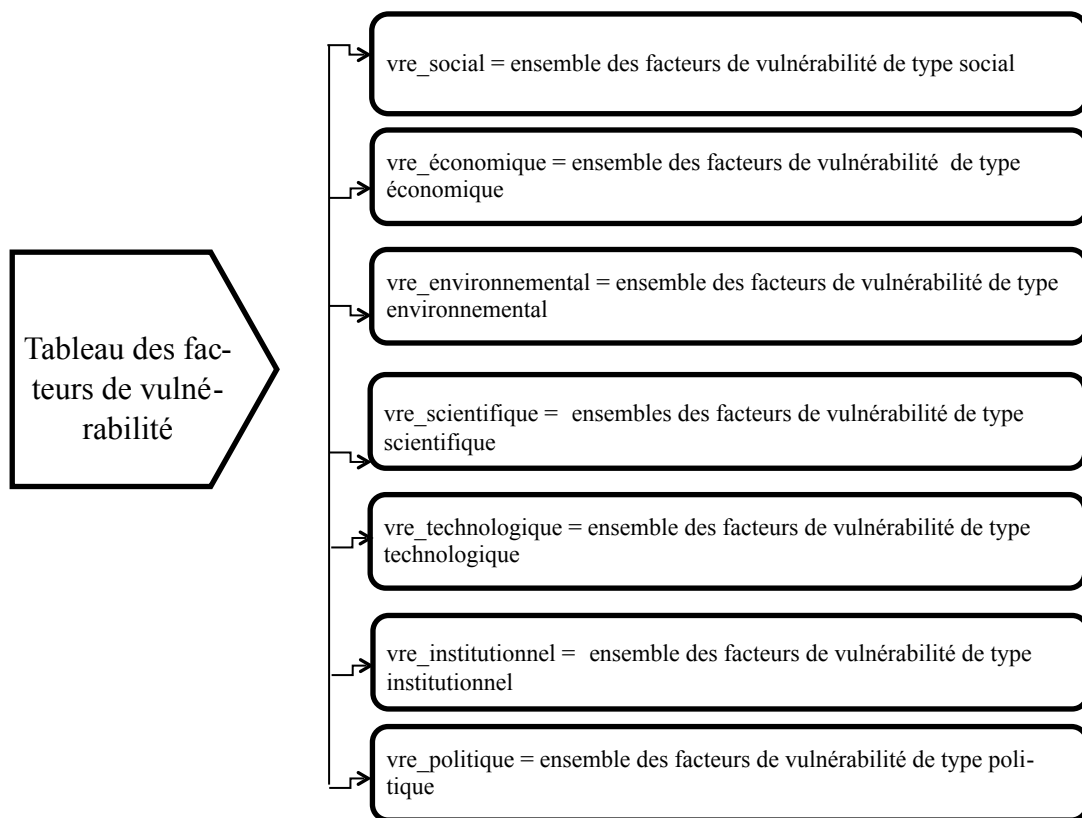 vre_social = ensemble des facteurs de vulnérabilité de type social
vre_économique = ensemble des facteurs de vulnérabilité de type
économique
vre_environnemental = ensemble des facteurs de vulnérabilité de type
environnemental
Tableau des fac-
teurs de vulné-
rabilité
vre_scientifique = ensembles des facteurs de vulnérabilité de type
scientifique
vre_technologique = ensemble des facteurs de vulnérabilité de type
technologique
vre_institutionnel = ensemble des facteurs de vulnérabilité de type
institutionnel
vre_politique = ensemble des facteurs de vulnérabilité de type poli-
tique